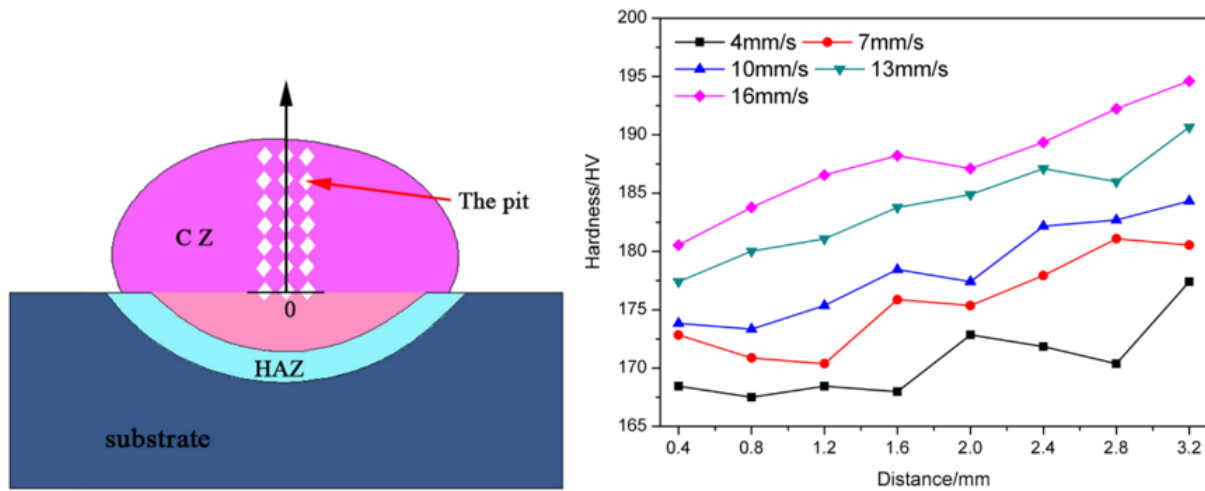 The pit
C Z
0
HAZ
substrate
200
195
190
185
180
175
170
165
Hardness/HV
4mm/s 7mm/s
10mm/s 13mm/s
16mm/s
0.4 0.8 1.2 1.6 2.0 2.4 2.8 3.2
Distance/mm